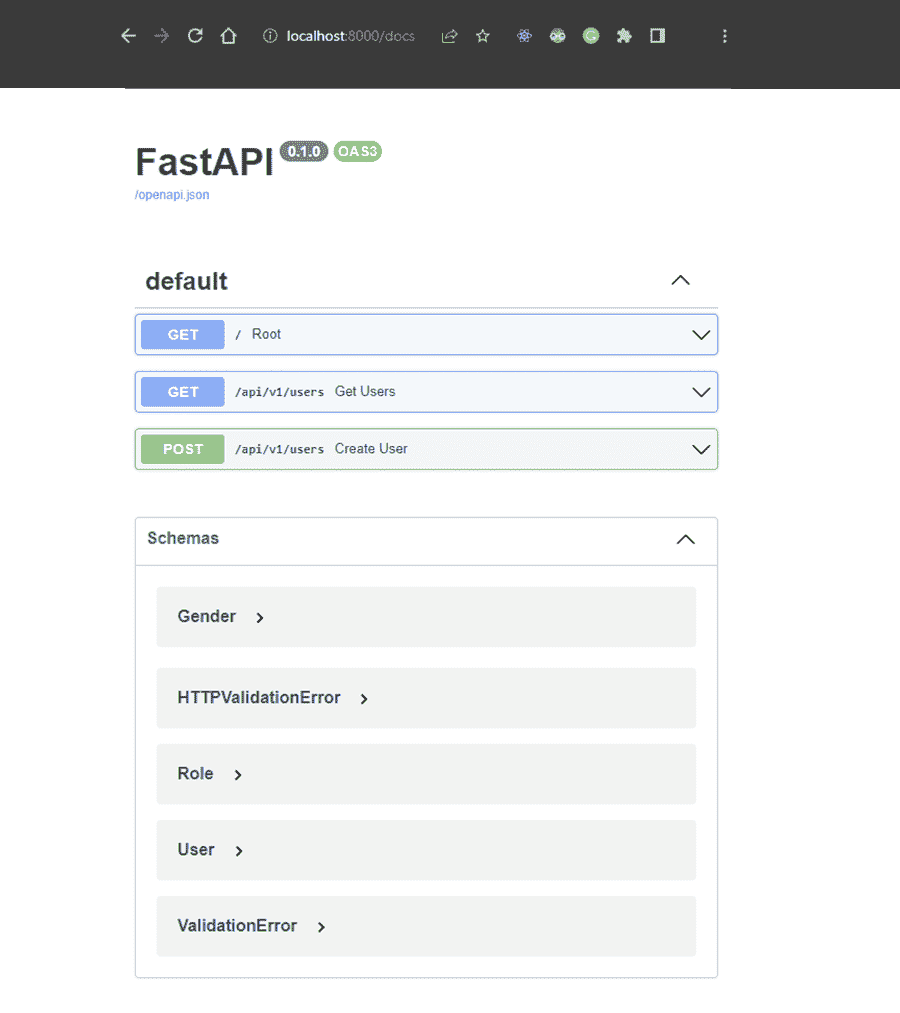 localhost:8000/docs
FastAPI 0.1.0 OAS3
/openapi.json
default
GET / Root
GET /api/v1/users Get Users
POST /api/v1/users Create User
Schemas
Gender
HTTPValidationError
Role
User
ValidationError